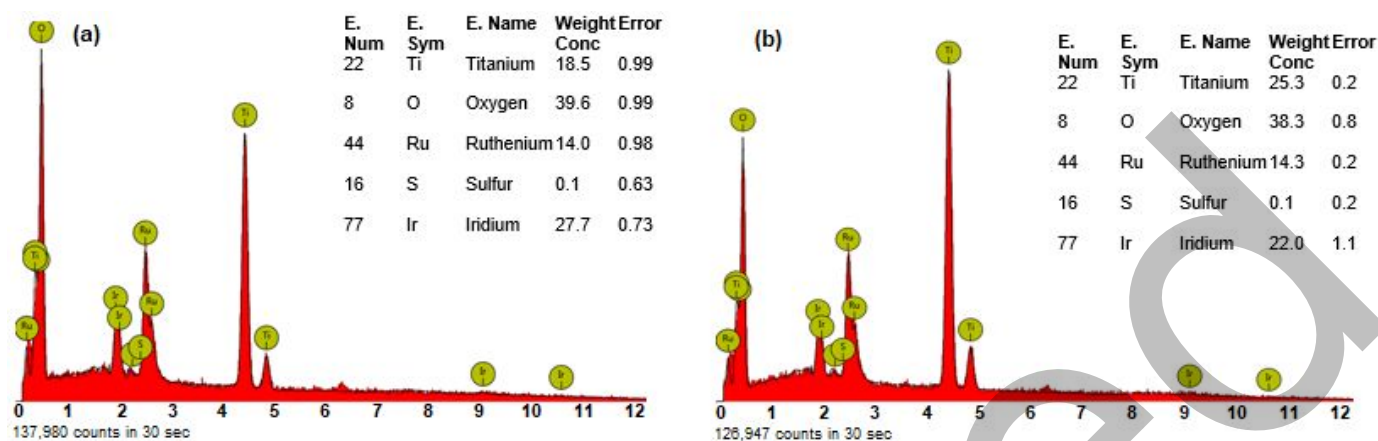 (a)
E. Num E. Sym E. Name Weight Conc Error
22 Ti Titanium 18.5 0.99
8 O Oxygen 39.6 0.99
44 Ru Ruthenium 14.0 0.98
16 S Sulfur 0.1 0.63
77 Ir Iridium 27.7 0.73
O
Ti
Ti
Ru
Ru
Ir
Ir
Ru
S
Ti
Ir
Ir
0 1 2 3 4 5 6 7 8 9 10 11 12
137,980 counts in 30 sec
(b)
E. Num E. Sym E. Name Weight Conc Error
22 Ti Titanium 25.3 0.2
8 O Oxygen 38.3 0.8
44 Ru Ruthenium 14.3 0.2
16 S Sulfur 0.1 0.2
77 Ir Iridium 22.0 1.1
Ti
O
Ru
Ti
Ir
Ru
Ir
Ti
Ru
S
Ir
Ir
0 1 2 3 4 5 6 7 8 9 10 11 12
126,947 counts in 30 sec